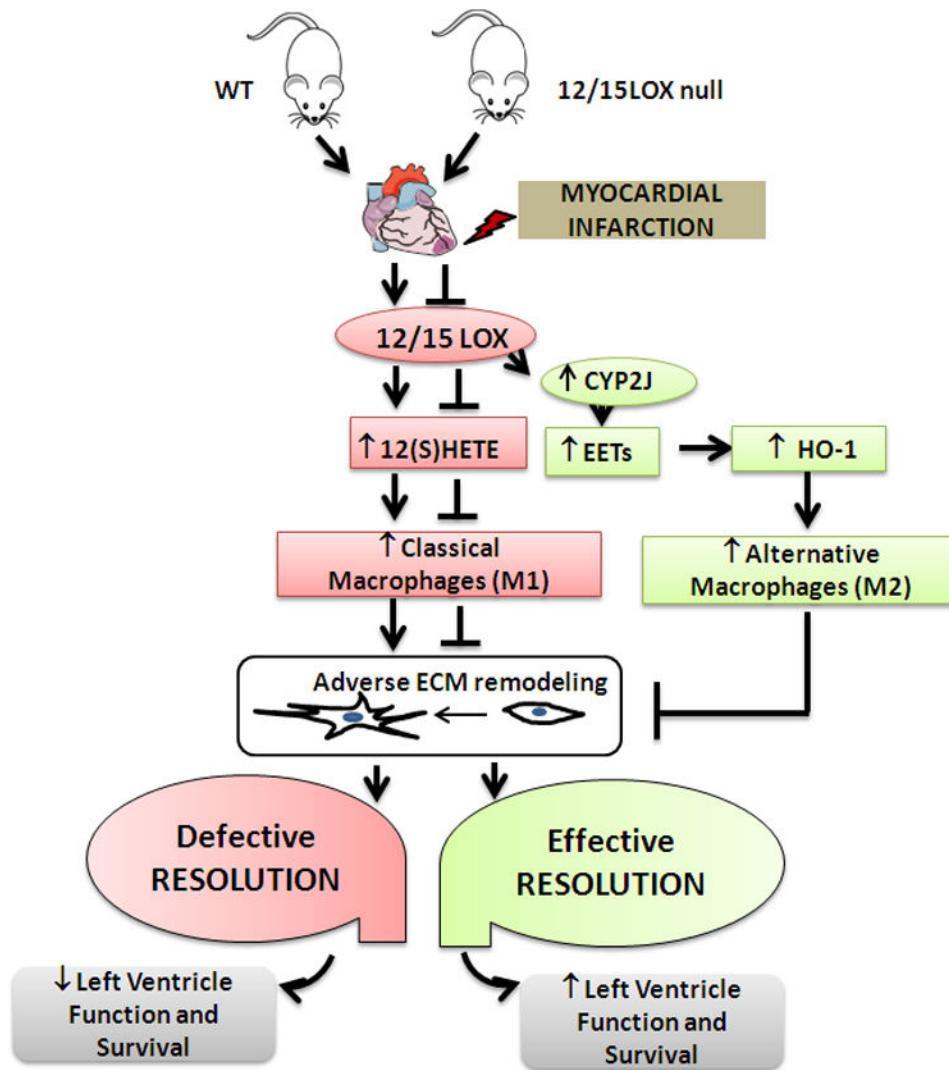 WT
12/15LOX null
MYOCARDIAL
INFARCTION
12/15 LOX
↑ CYP2J
↑12(S)HETE
↑EETs
↑ HO-1
↑Classical
Macrophages (M1)
↑Alternative
Macrophages (M2)
Adverse ECM remodeling
Defective
RESOLUTION
Effective
RESOLUTION
↓Left Ventricle
Function and
Survival
↑Left Ventricle
Function and
Survival